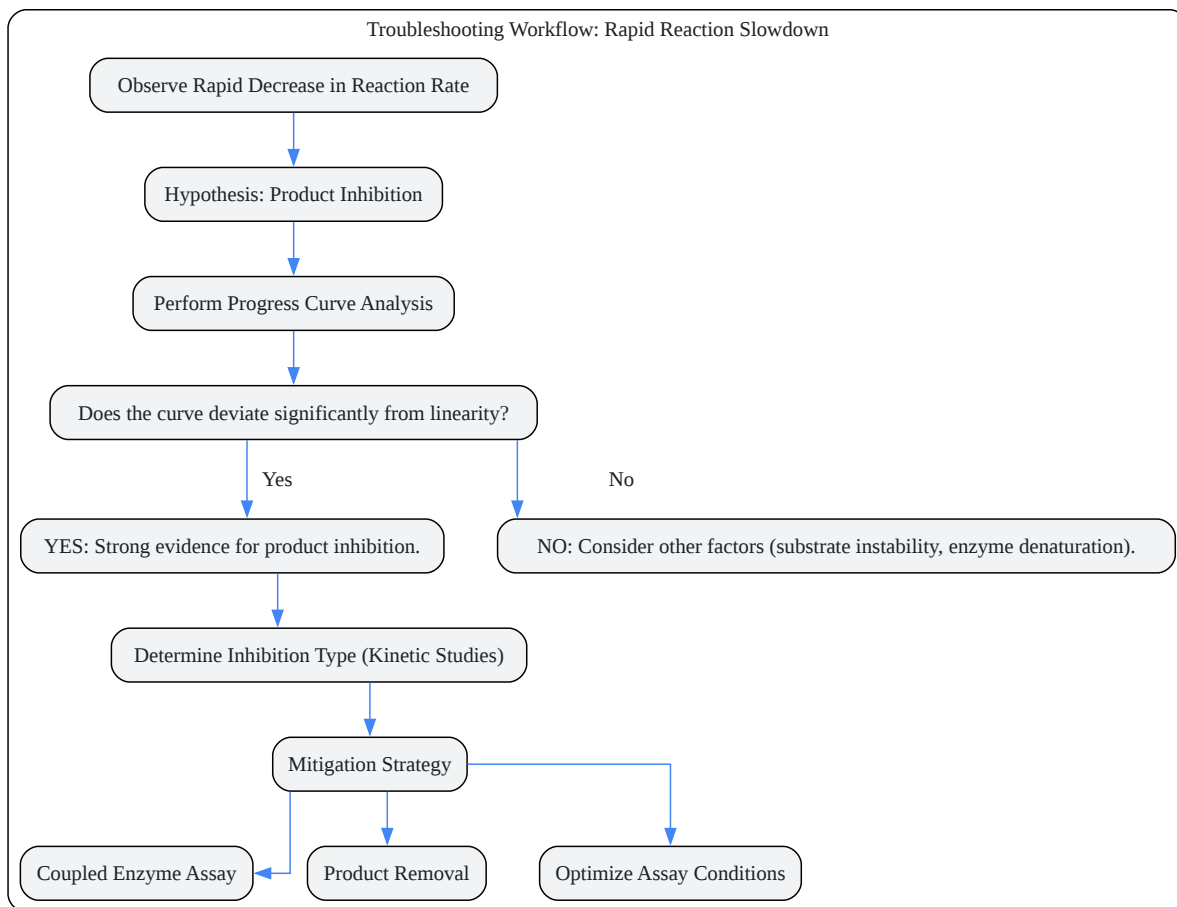 Troubleshooting Workflow: Rapid Reaction Slowdown
Observe Rapid Decrease in Reaction Rate
Hypothesis: Product Inhibition
Perform Progress Curve Analysis
Does the curve deviate significantly from linearity?
Yes
No
YES: Strong evidence for product inhibition.
NO: Consider other factors (substrate instability, enzyme denaturation).
Determine Inhibition Type (Kinetic Studies)
Mitigation Strategy
Coupled Enzyme Assay
Product Removal
Optimize Assay Conditions